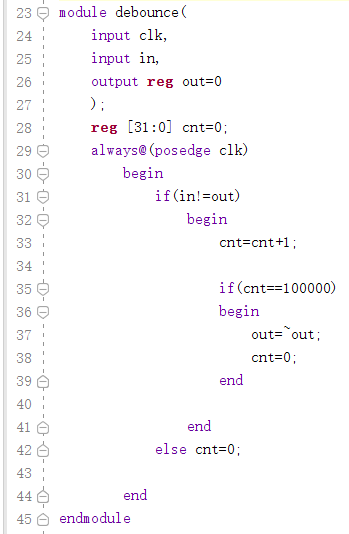 23 module debounce(
24     input clk,
25     input in,
26     output reg out=0
27     );
28     reg [31:0] cnt=0;
29     always@(posedge clk)
30         begin
31             if(in!=out)
32                 begin
33                     cnt=cnt+1;
34
35                     if(cnt==100000)
36                     begin
37                         out=~out;
38                         cnt=0;
39                     end
40
41                 end
42             else cnt=0;
43
44         end
45 endmodule